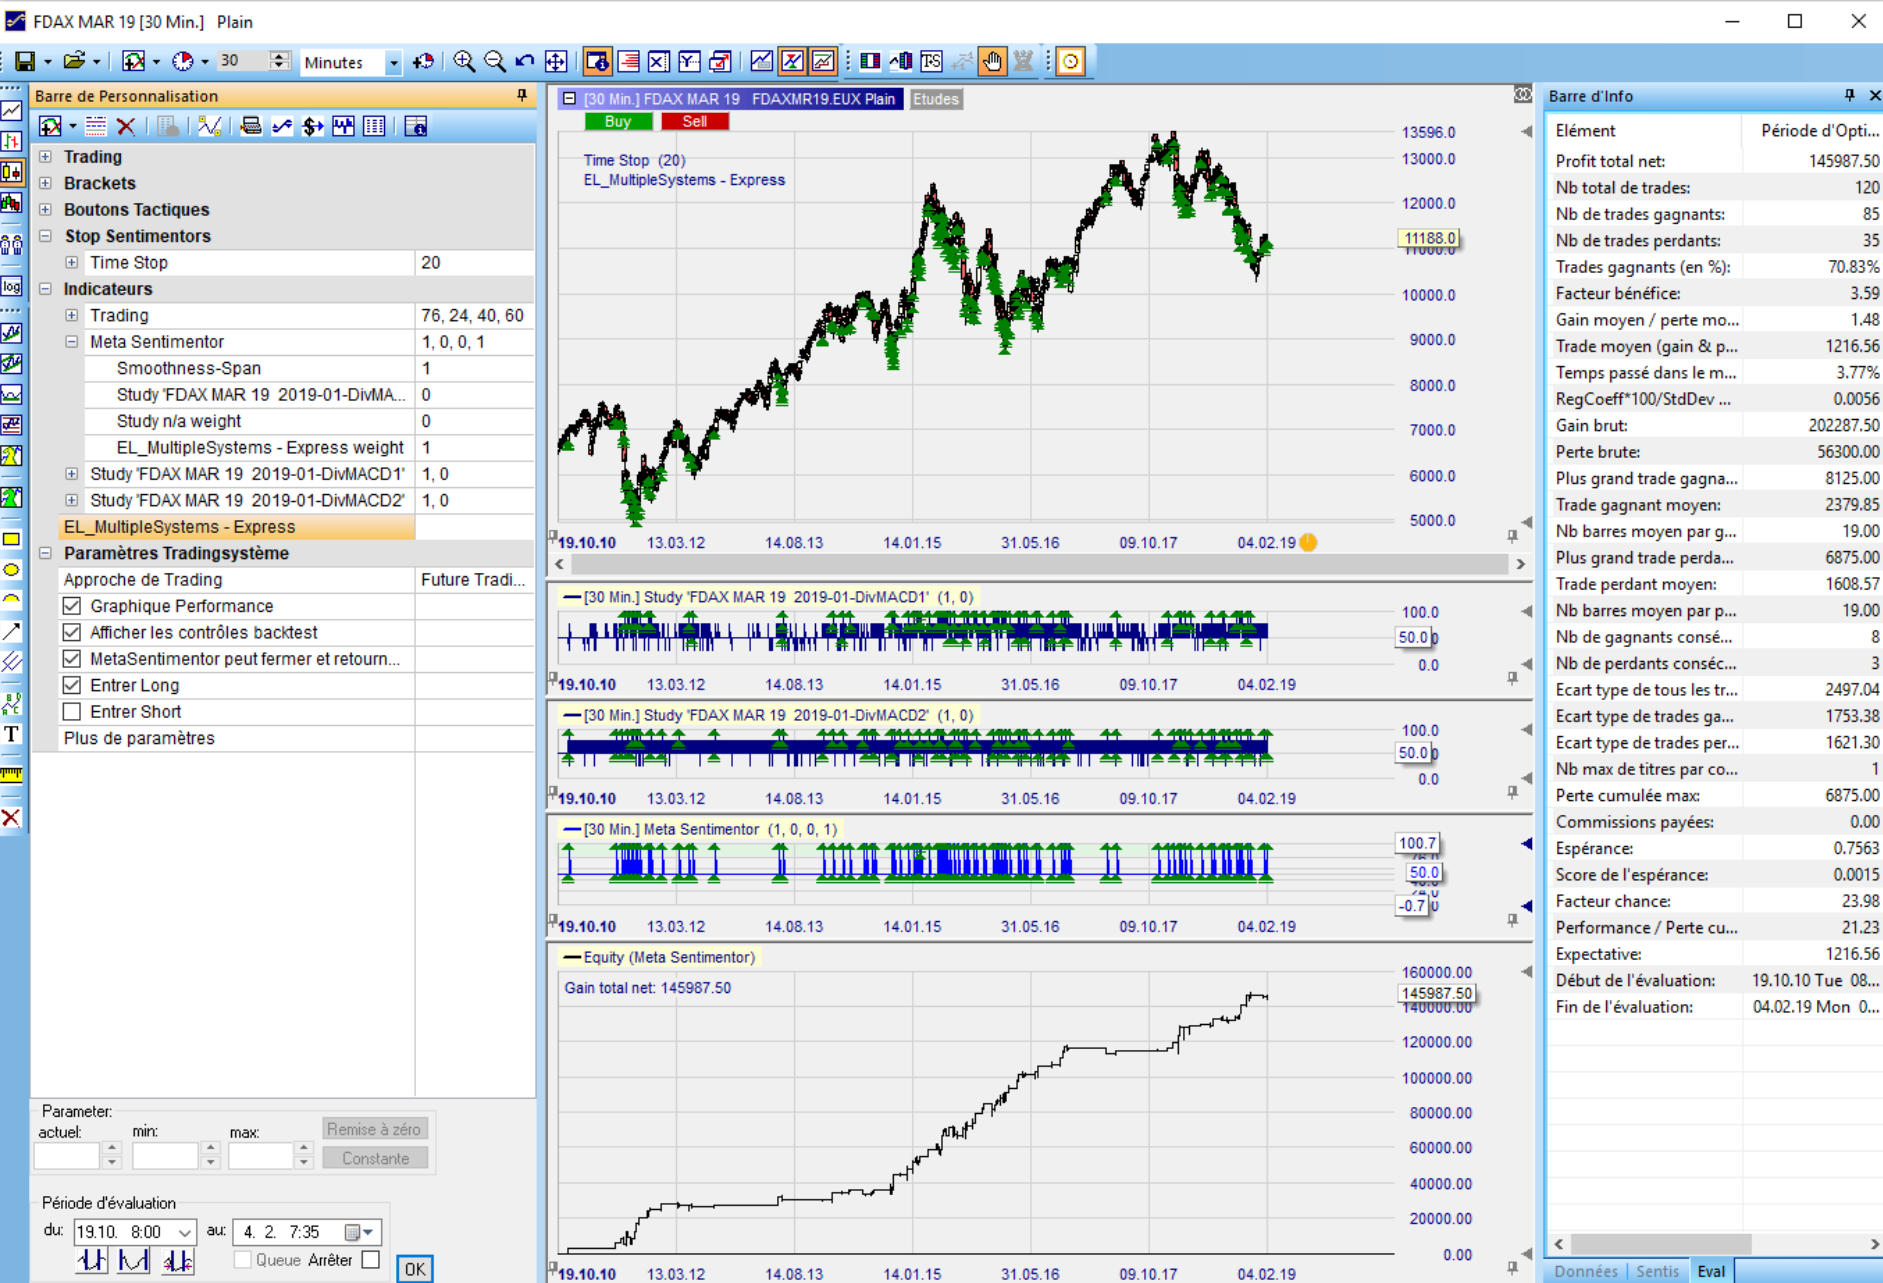 FDAX MAR 19 [30 Min.] Plain
30 Minutes
Barre de Personnalisation
Trading
Brackets
Boutons Tactiques
Stop Sentimentors
Time Stop 20
Indicateurs
Trading 76, 24, 40, 60
Meta Sentimentor 1, 0, 0, 1
Smoothness-Span 1
Study 'FDAX MAR 19 2019-01-DivMA... 0
Study n/a weight 0
EL_MultipleSystems - Express weight 1
Study 'FDAX MAR 19 2019-01-DivMACD1' 1, 0
Study 'FDAX MAR 19 2019-01-DivMACD2' 1, 0
EL_MultipleSystems - Express
Paramètres Tradingsystème
Approche de Trading Future Tradi...
Graphique Performance
Afficher les contrôles backtest
MetaSentimentor peut fermer et retourn...
Entrer Long
Entrer Short
Plus de paramètres
Parameter:
actuel: min: max: Remise à zéro
Constante
Période d'évaluation
du: 19.10. 8:00 au: 4. 2. 7:35
Queue Arrêter OK
log
T
[30 Min.] FDAX MAR 19 FDAXMR19.EUX Plain Etudes
Buy Sell
Time Stop (20)
EL_MultipleSystems - Express
13596.0
13000.0
12000.0
11188.0
11000.0
10000.0
9000.0
8000.0
7000.0
6000.0
5000.0
19.10.10 13.03.12 14.08.13 14.01.15 31.05.16 09.10.17 04.02.19
[30 Min.] Study 'FDAX MAR 19 2019-01-DivMACD1' (1, 0)
100.0
50.0
0.0
19.10.10 13.03.12 14.08.13 14.01.15 31.05.16 09.10.17 04.02.19
[30 Min.] Study 'FDAX MAR 19 2019-01-DivMACD2' (1, 0)
100.0
50.0
0.0
19.10.10 13.03.12 14.08.13 14.01.15 31.05.16 09.10.17 04.02.19
[30 Min.] Meta Sentimentor (1, 0, 0, 1)
100.7
50.0
-0.7
19.10.10 13.03.12 14.08.13 14.01.15 31.05.16 09.10.17 04.02.19
Equity (Meta Sentimentor)
Gain total net: 145987.50
160000.00
145987.50
140000.00
120000.00
100000.00
80000.00
60000.00
40000.00
20000.00
0.00
19.10.10 13.03.12 14.08.13 14.01.15 31.05.16 09.10.17 04.02.19
Barre d'Info
Elément Période d'Opti...
Profit total net: 145987.50
Nb total de trades: 120
Nb de trades gagnants: 85
Nb de trades perdants: 35
Trades gagnants (en %): 70.83%
Facteur bénéfice: 3.59
Gain moyen / perte mo... 1.48
Trade moyen (gain & p... 1216.56
Temps passé dans le m... 3.77%
RegCoeff*100/StdDev ... 0.0056
Gain brut: 202287.50
Perte brute: 56300.00
Plus grand trade gagna... 8125.00
Trade gagnant moyen: 2379.85
Nb barres moyen par g... 19.00
Plus grand trade perda... 6875.00
Trade perdant moyen: 1608.57
Nb barres moyen par p... 19.00
Nb de gagnants consé... 8
Nb de perdants conséc... 3
Ecart type de tous les tr... 2497.04
Ecart type de trades ga... 1753.38
Ecart type de trades per... 1621.30
Nb max de titres par co... 1
Perte cumulée max: 6875.00
Commissions payées: 0.00
Espérance: 0.7563
Score de l'espérance: 0.0015
Facteur chance: 23.98
Performance / Perte cu... 21.23
Expectative: 1216.56
Début de l'évaluation: 19.10.10 Tue 08...
Fin de l'évaluation: 04.02.19 Mon 0...
Données Sentis Eval